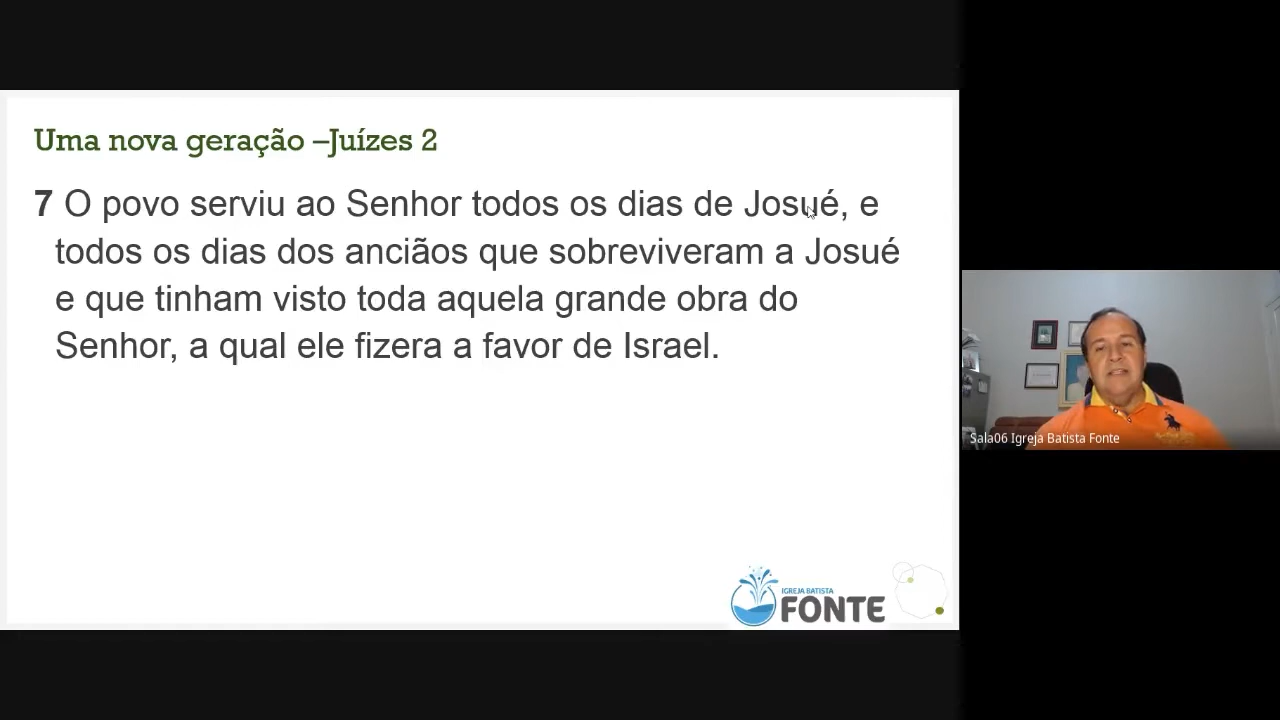 Uma nova geração –Juízes 2
7 O povo serviu ao Senhor todos os dias de Josué, e
todos os dias dos anciãos que sobreviveram a Josué
e que tinham visto toda aquela grande obra do
Senhor, a qual ele fizera a favor de Israel.
Sala06 Igreja Batista Fonte
IGREJA BATISTA
FONTE